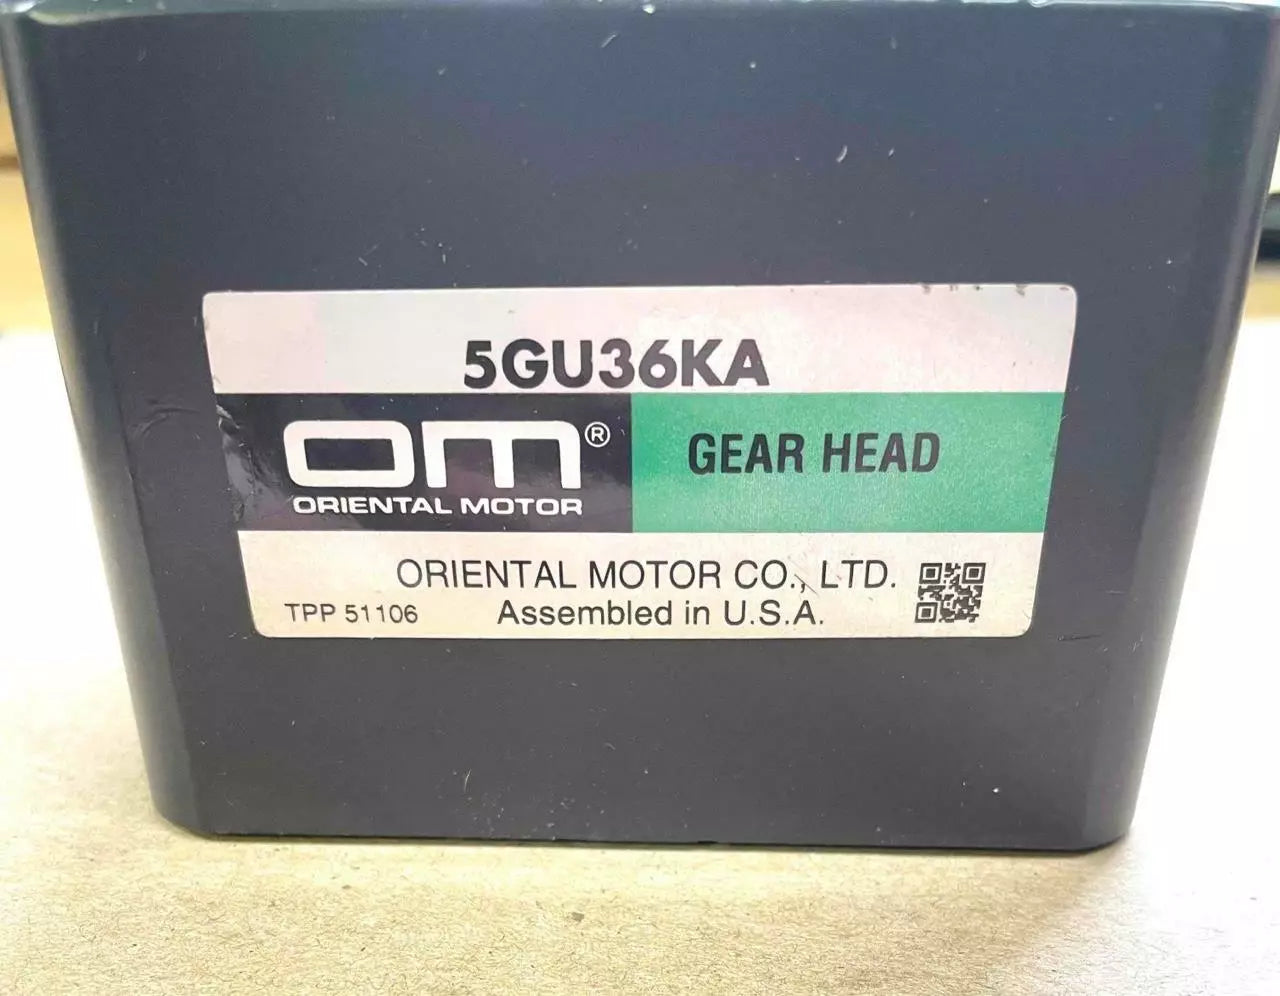 5GU36KA
OM®
ORIENTAL MOTOR
GEAR HEAD
ORIENTAL MOTOR CO., LTD.
TPP 51106 Assembled in U.S.A.